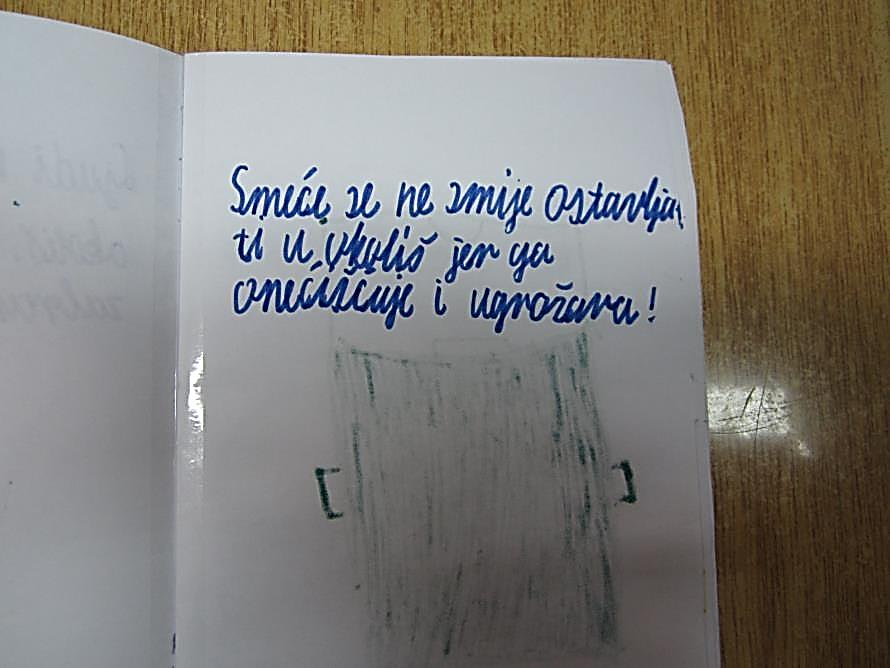 Smeće se ne smije ostavlja
ti u okoliš jer ga
onečišćuje i ugrožava!